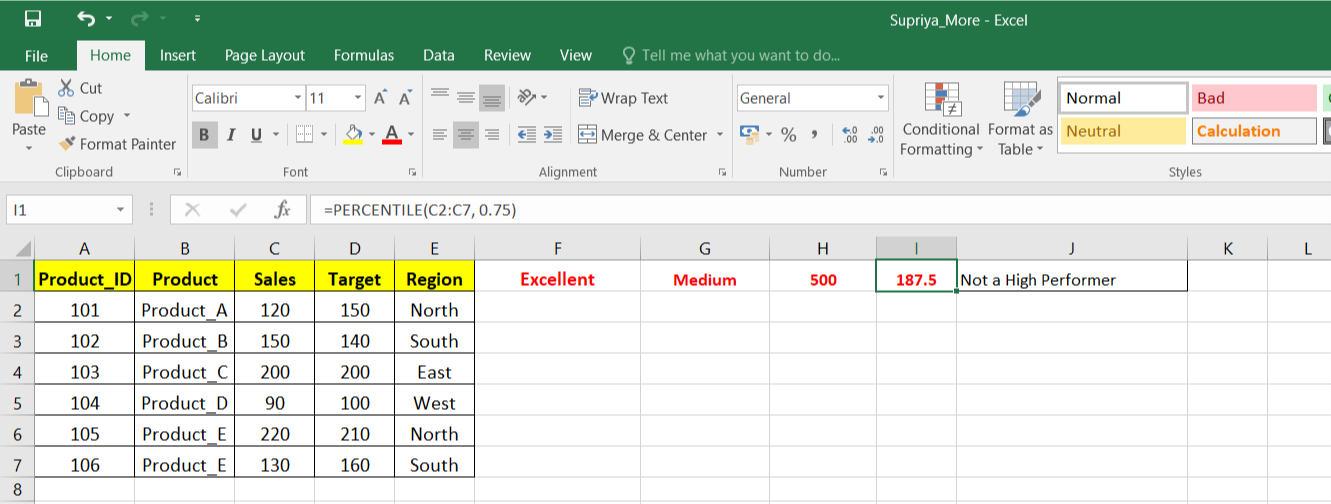 Supriya_More - Excel
File Home Insert Page Layout Formulas Data Review View Tell me what you want to do...
Paste
Cut
Copy
Format Painter
Clipboard
Calibri 11 A A
B I U A
Font
Wrap Text
Merge & Center
Alignment
General
% , .0 .00 .00 .0
Number
Conditional Formatting
Format as Table
Normal Bad
Neutral Calculation
Styles
I1 fx =PERCENTILE(C2:C7, 0.75)
A B C D E F G H I J K L
1 Product_ID Product Sales Target Region Excellent Medium 500 187.5 Not a High Performer
2 101 Product_A 120 150 North
3 102 Product_B 150 140 South
4 103 Product_C 200 200 East
5 104 Product_D 90 100 West
6 105 Product_E 220 210 North
7 106 Product_E 130 160 South
8